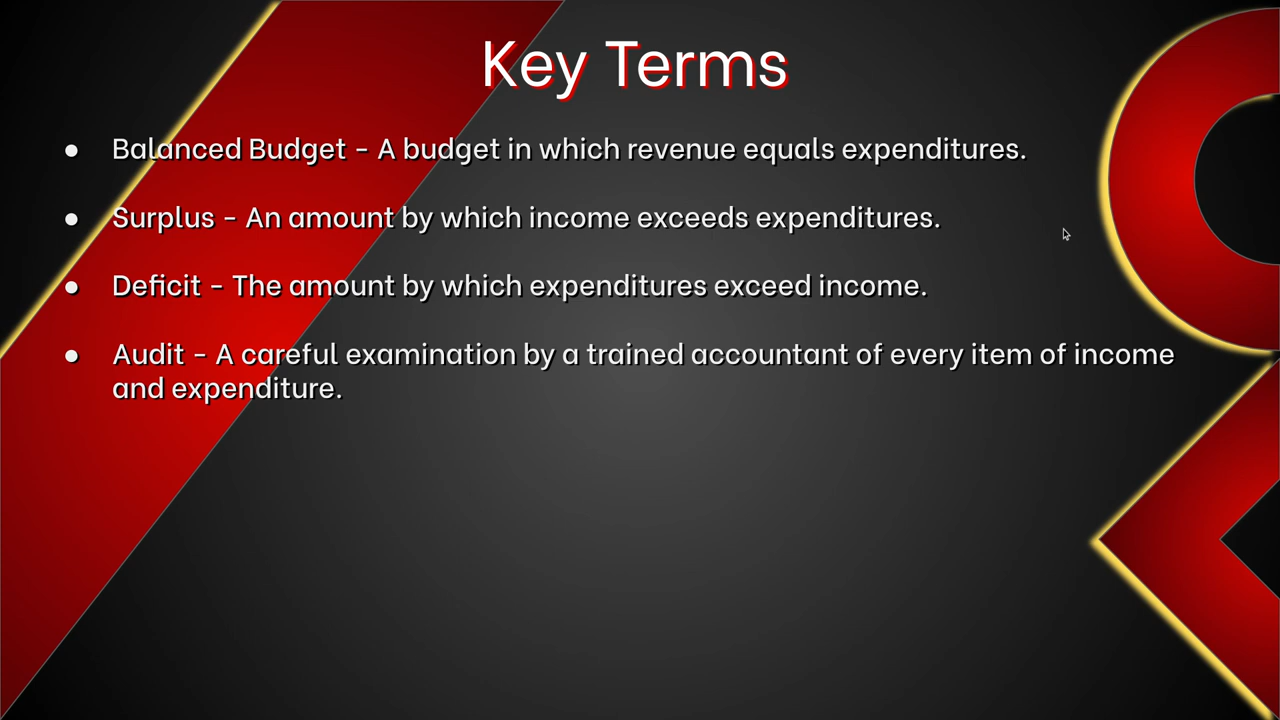 Key Terms
● Balanced Budget - A budget in which revenue equals expenditures.
● Surplus - An amount by which income exceeds expenditures.
● Deficit - The amount by which expenditures exceed income.
● Audit - A careful examination by a trained accountant of every item of income
and expenditure.